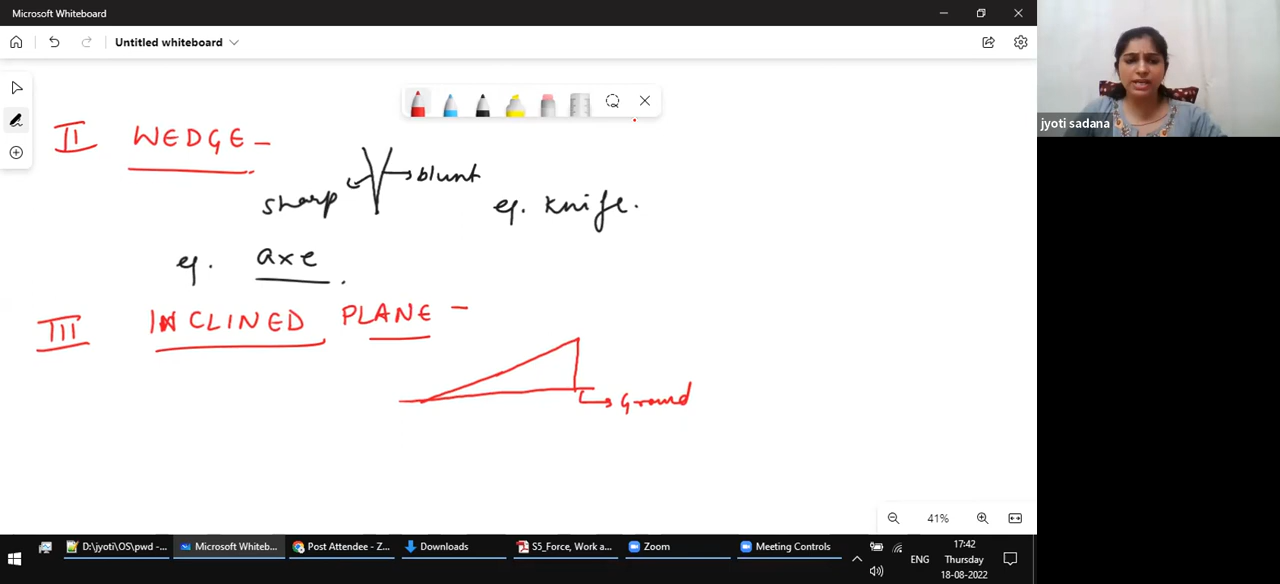 Microsoft Whiteboard
Untitled whiteboard
jyoti sadana
II WEDGE -
blunt
sharp
eg. knife.
eg. axe.
III INCLINED PLANE -
Ground
41%
D:\jyoti\OS\pwd -...
Microsoft Whiteb...
Post Attendee - Z...
Downloads
S5_Force, Work a...
Zoom
Meeting Controls
ENG
17:42
Thursday
18-08-2022